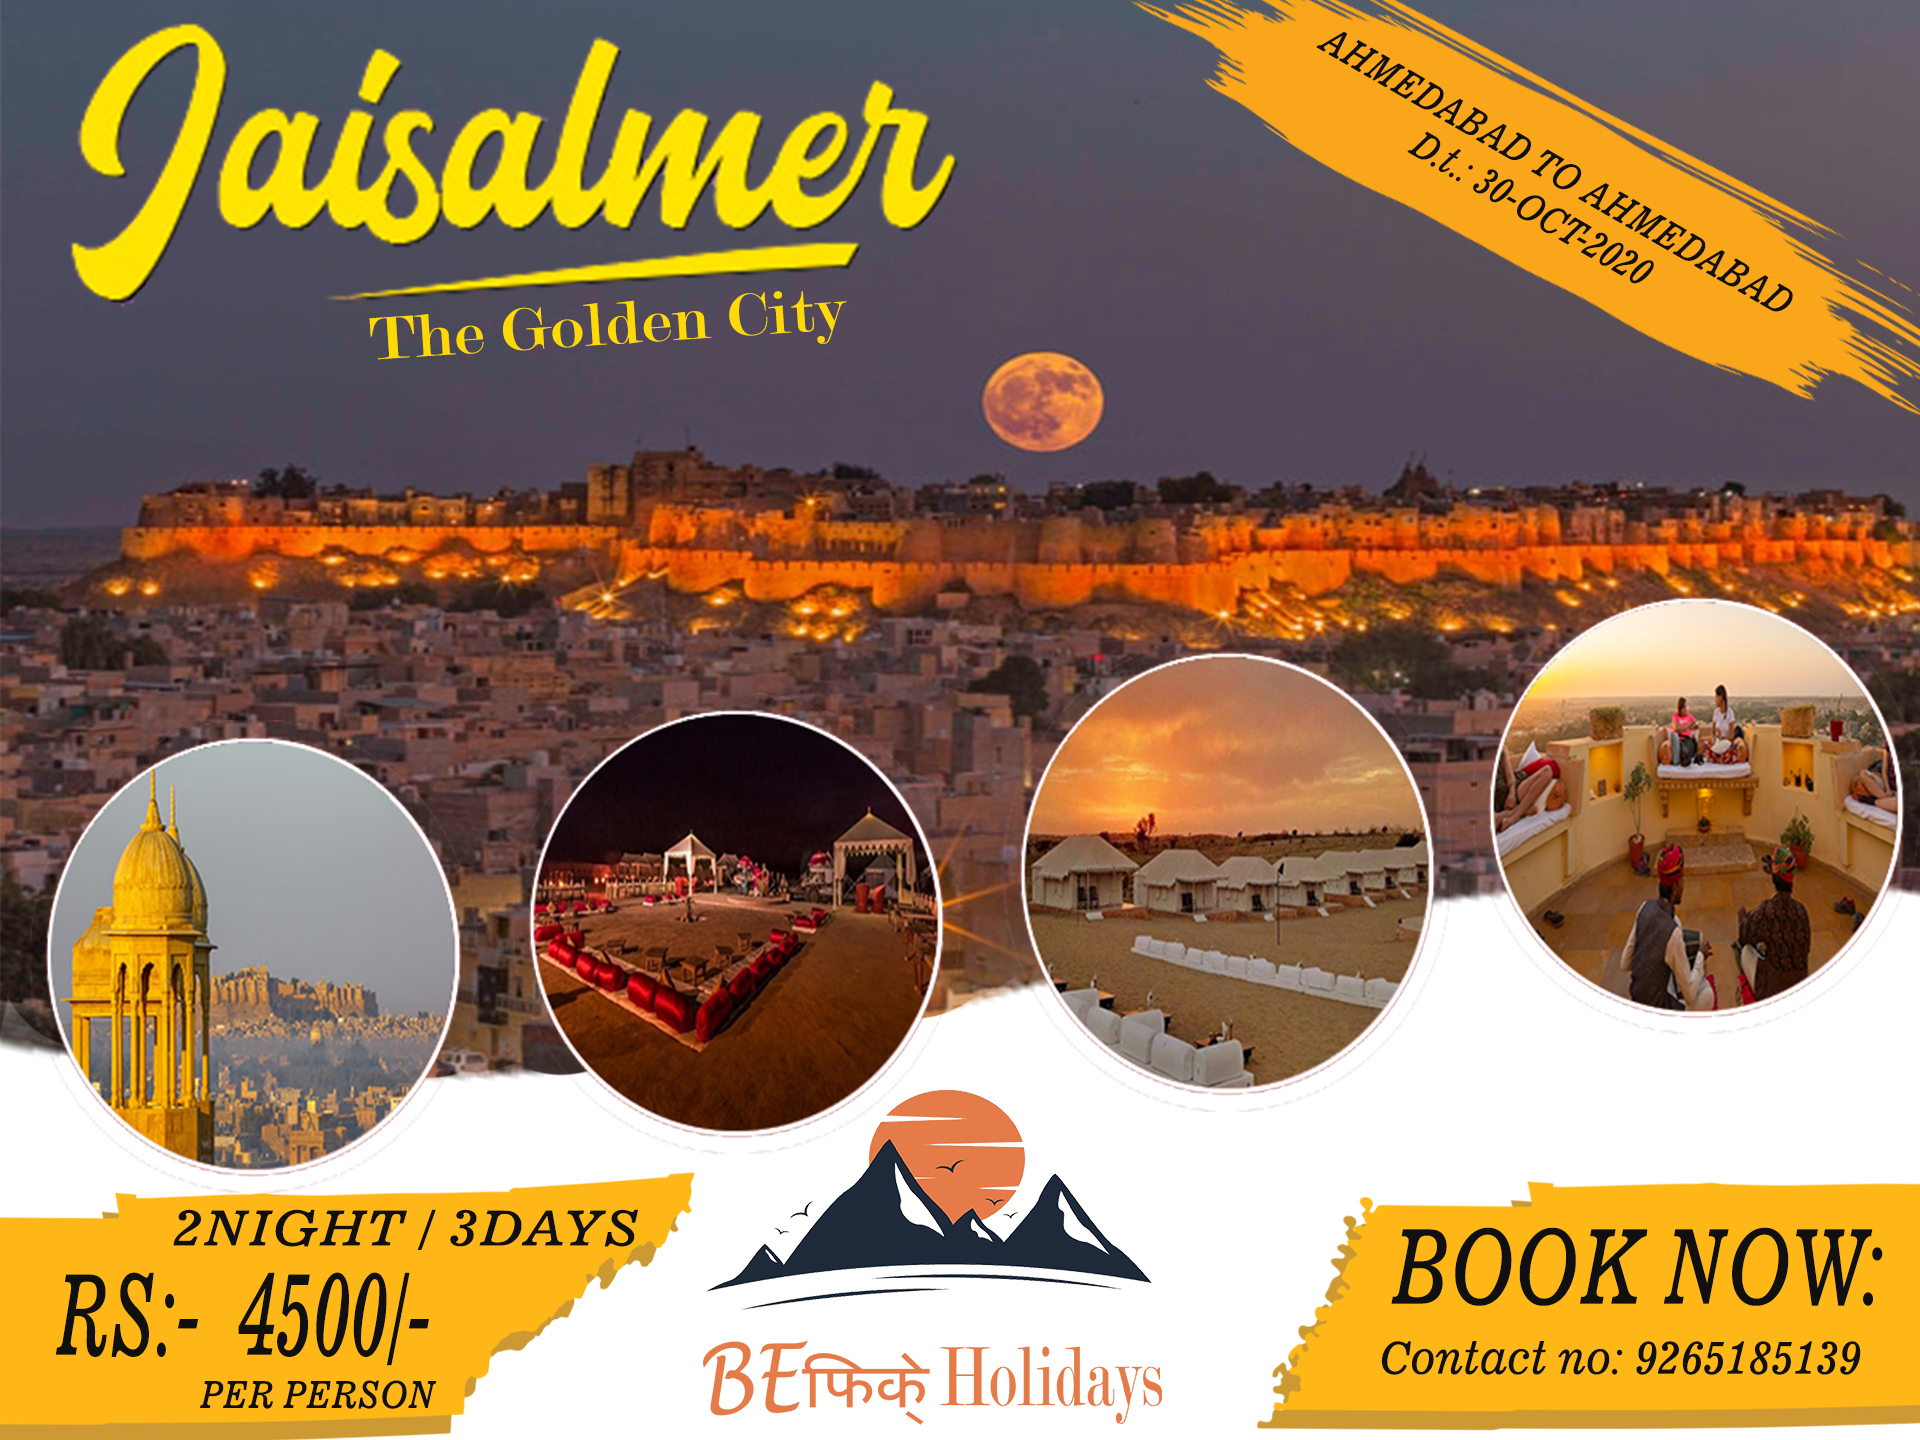 Jaisalmer
The Golden City
AHMEDABAD TO AHMEDABAD
D.t.: 30-OCT-2020
2NIGHT / 3DAYS
RS:- 4500/-
PER PERSON
BEफिक्रे Holidays
BOOK NOW:
Contact no: 9265185139